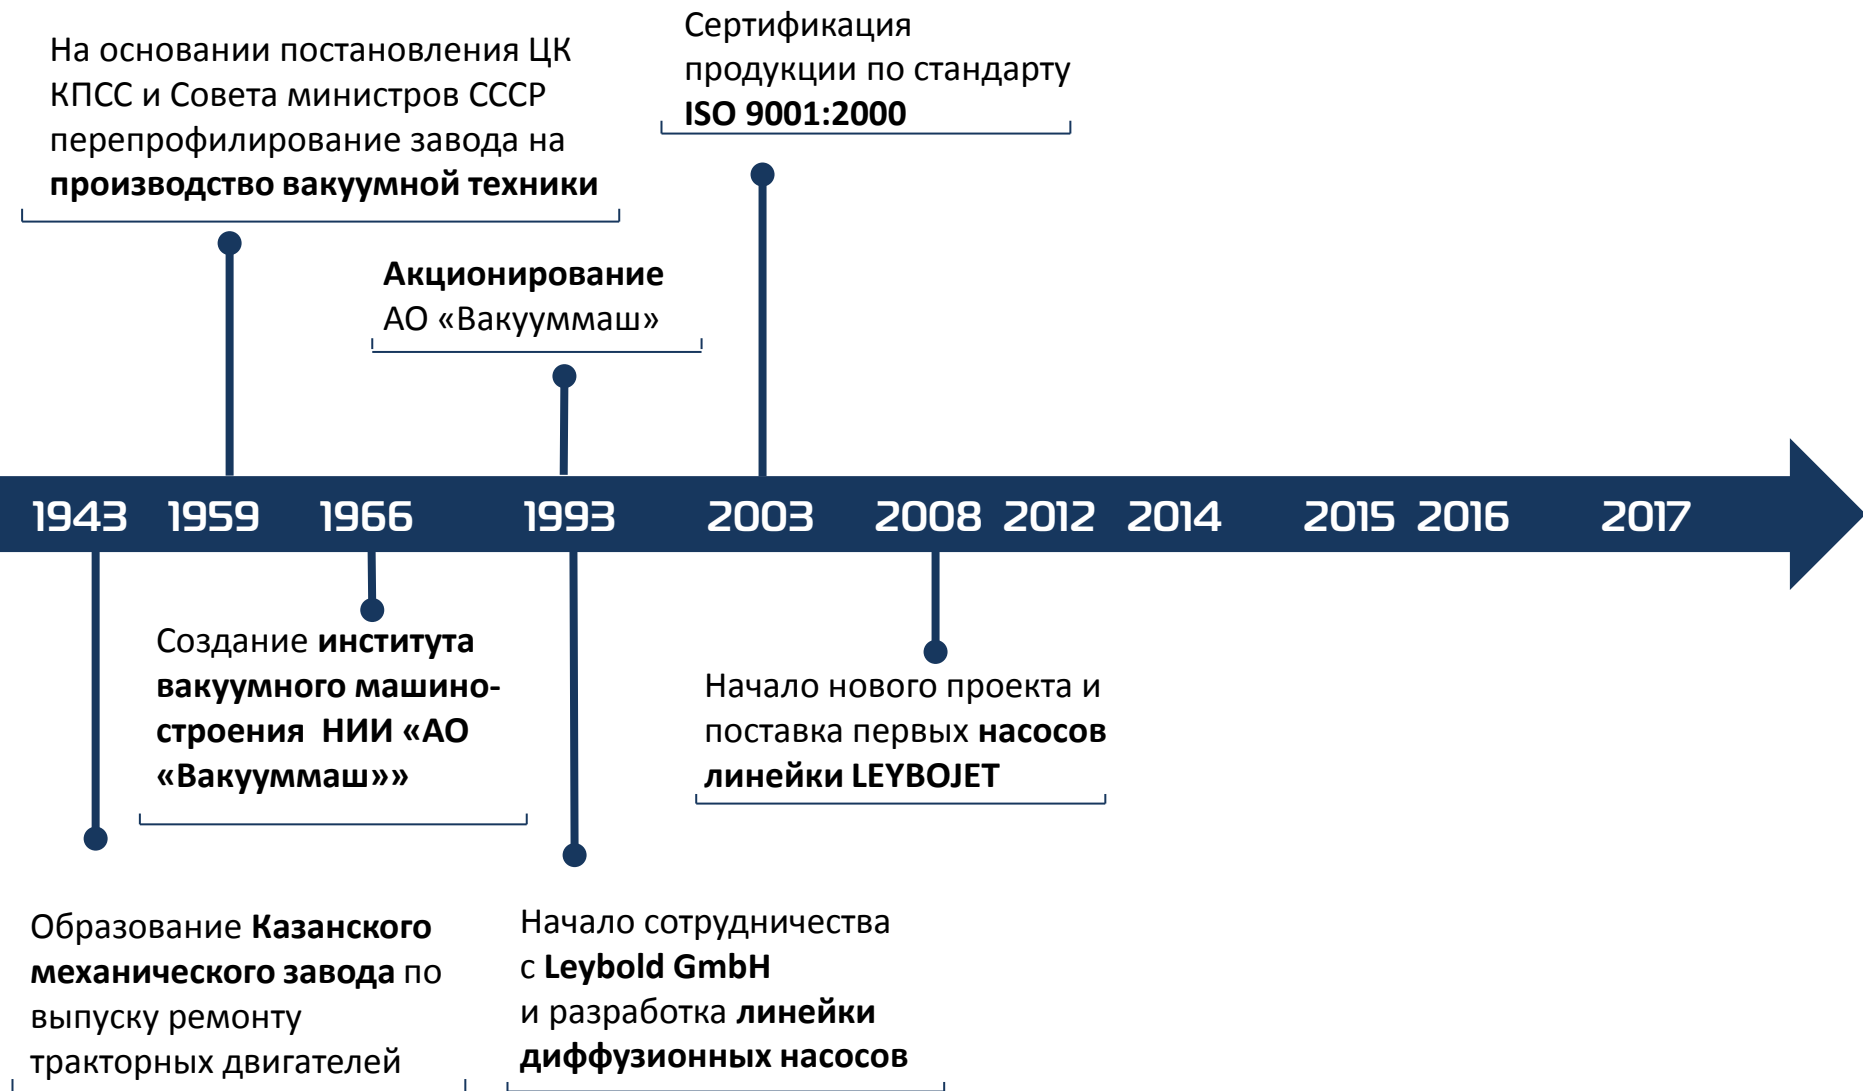 На основании постановления ЦК
КПСС и Совета министров СССР
перепрофилирование завода на
производство вакуумной техники
Сертификация
продукции по стандарту
ISO 9001:2000
Акционирование
АО «Вакууммаш»
1943 1959 1966 1993 2003 2008 2012 2014 2015 2016 2017
Создание института
вакуумного машино-
строения НИИ «АО
«Вакууммаш»»
Начало нового проекта и
поставка первых насосов
линейки LEYBOJET
Образование Казанского
механического завода по
выпуску ремонту
тракторных двигателей
Начало сотрудничества
с Leybold GmbH
и разработка линейки
диффузионных насосов